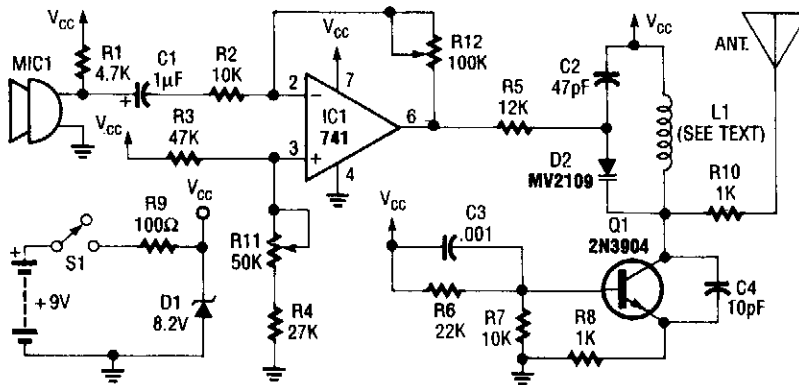 VCC
MIC1
R1
4.7K
C1
1µF
+
R2
10K
R12
100K
VCC
7
2
−
IC1
741
6
3
+
4
R3
47K
VCC
R5
12K
VCC
C2
47pF
L1
(SEE TEXT)
ANT.
D2
MV2109
R10
1K
VCC
R9
100Ω
S1
+
+9V
D1
8.2V
R11
50K
R4
27K
VCC
C3
.001
R6
22K
R7
10K
R8
1K
Q1
2N3904
C4
10pF